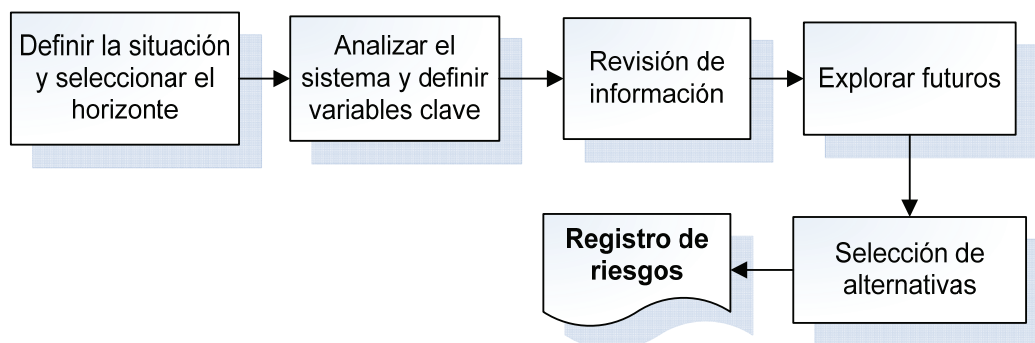 Definir la situación
y seleccionar el
horizonte
Analizar el
sistema y definir
variables clave
Revisión de
información
Explorar futuros
Selección de
alternativas
Registro de
riesgos